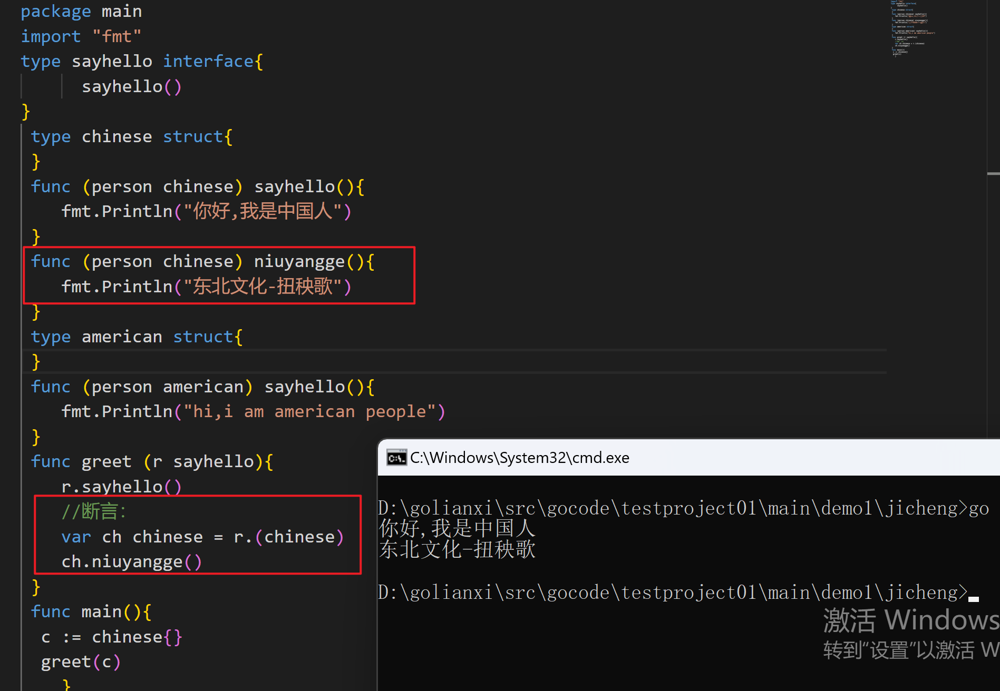 package main
import "fmt"
type sayhello interface{
sayhello()
}
type chinese struct{
}
func (person chinese) sayhello(){
fmt.Println("你好,我是中国人")
}
func (person chinese) niuyangge(){
fmt.Println("东北文化-扭秧歌")
}
type american struct{
}
func (person american) sayhello(){
fmt.Println("hi,i am american people")
}
func greet (r sayhello){
r.sayhello()
//断言:
var ch chinese = r.(chinese)
ch.niuyangge()
}
func main(){
c := chinese{}
greet(c)
}
C:\Windows\System32\cmd.exe
D:\golianxi\src\gocode\testproject01\main\demo1\jicheng>go
你好,我是中国人
东北文化-扭秧歌
D:\golianxi\src\gocode\testproject01\main\demo1\jicheng>
激活 Windows
转到“设置”以激活 W